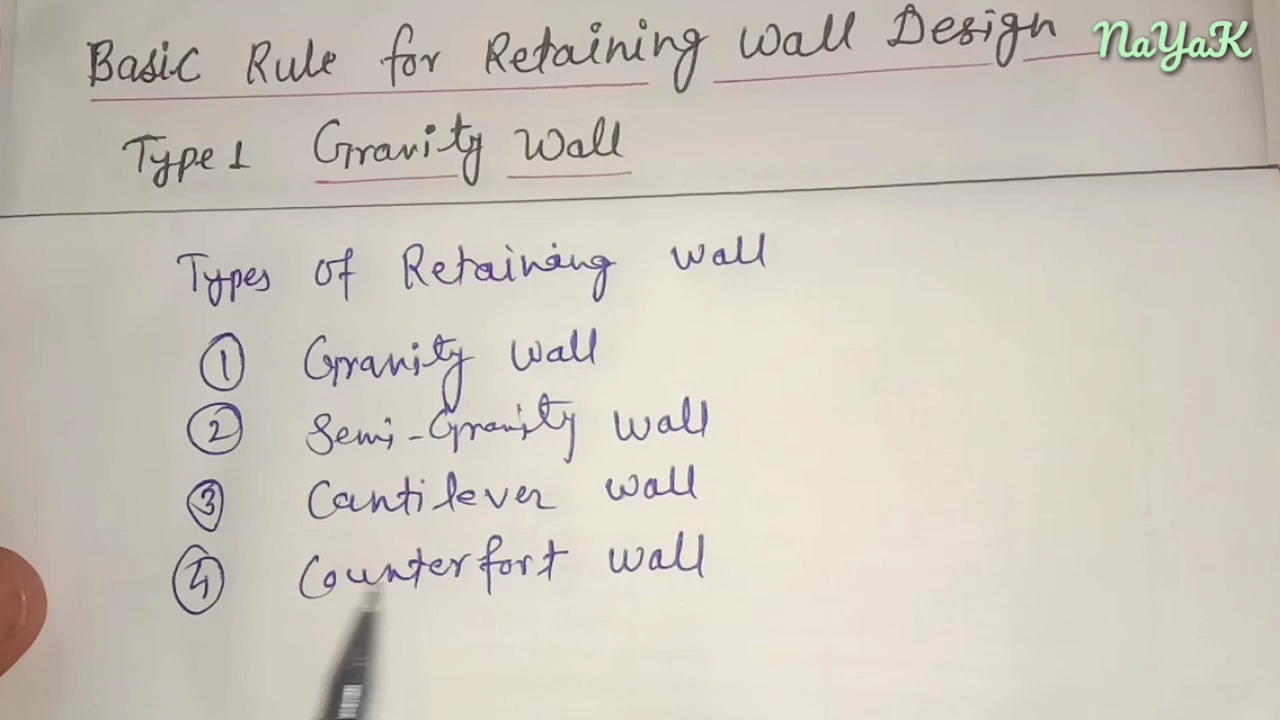 Basic Rule for Retaining Wall Design
NaYaK
Type 1 Gravity Wall
Types of Retaining wall
① Gravity wall
② Semi-Gravity wall
③ Cantilever wall
④ Counterfort wall